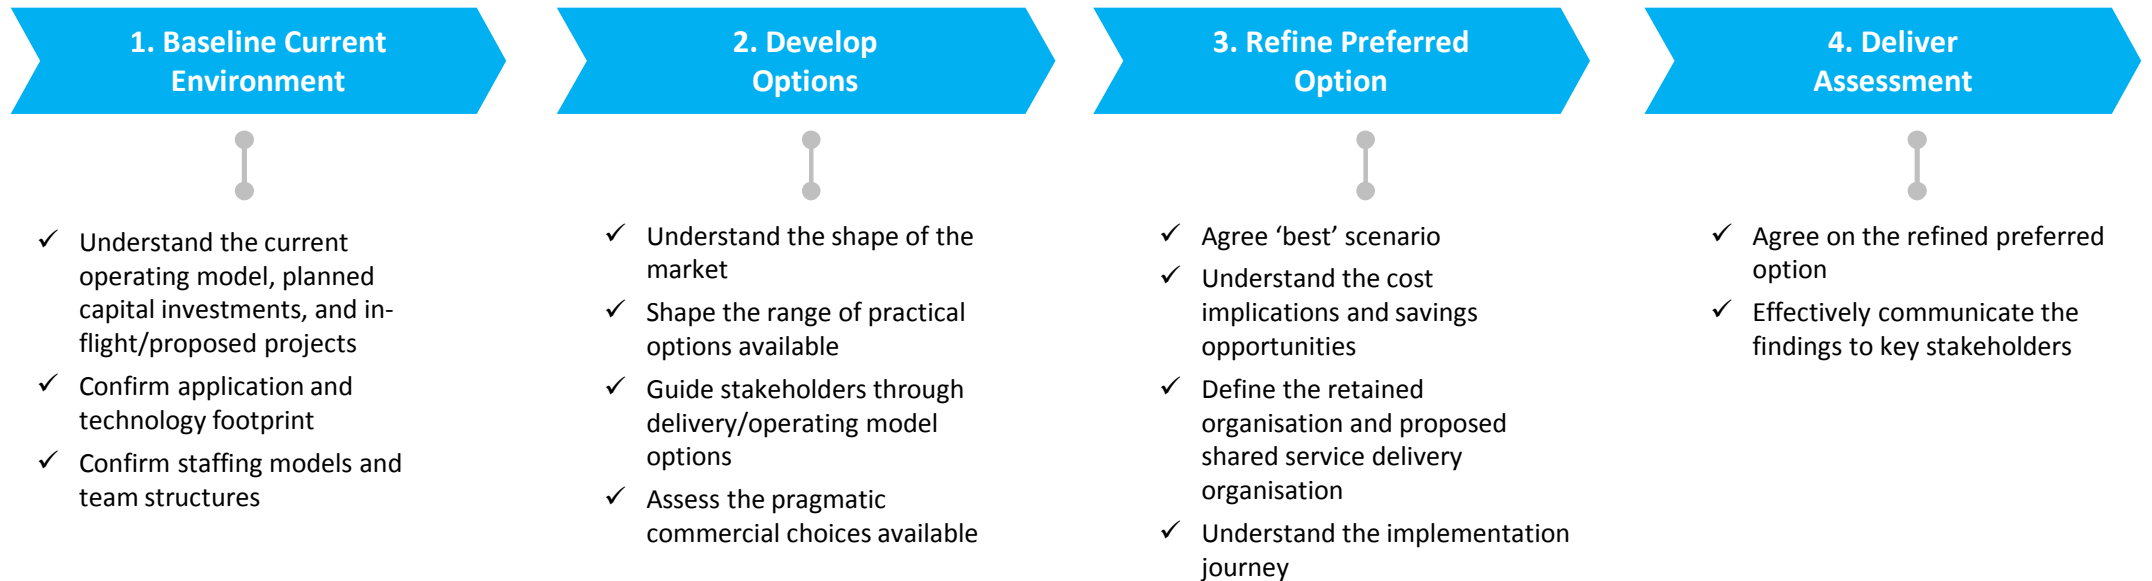 1. Baseline Current
Environment
✓ Understand the current
operating model, planned
capital investments, and in-
flight/proposed projects
✓ Confirm application and
technology footprint
✓ Confirm staffing models and
team structures
2. Develop
Options
✓ Understand the shape of the
market
✓ Shape the range of practical
options available
✓ Guide stakeholders through
delivery/operating model
options
✓ Assess the pragmatic
commercial choices available
3. Refine Preferred
Option
✓ Agree ‘best’ scenario
✓ Understand the cost
implications and savings
opportunities
✓ Define the retained
organisation and proposed
shared service delivery
organisation
✓ Understand the implementation
journey
4. Deliver
Assessment
✓ Agree on the refined preferred
option
✓ Effectively communicate the
findings to key stakeholders